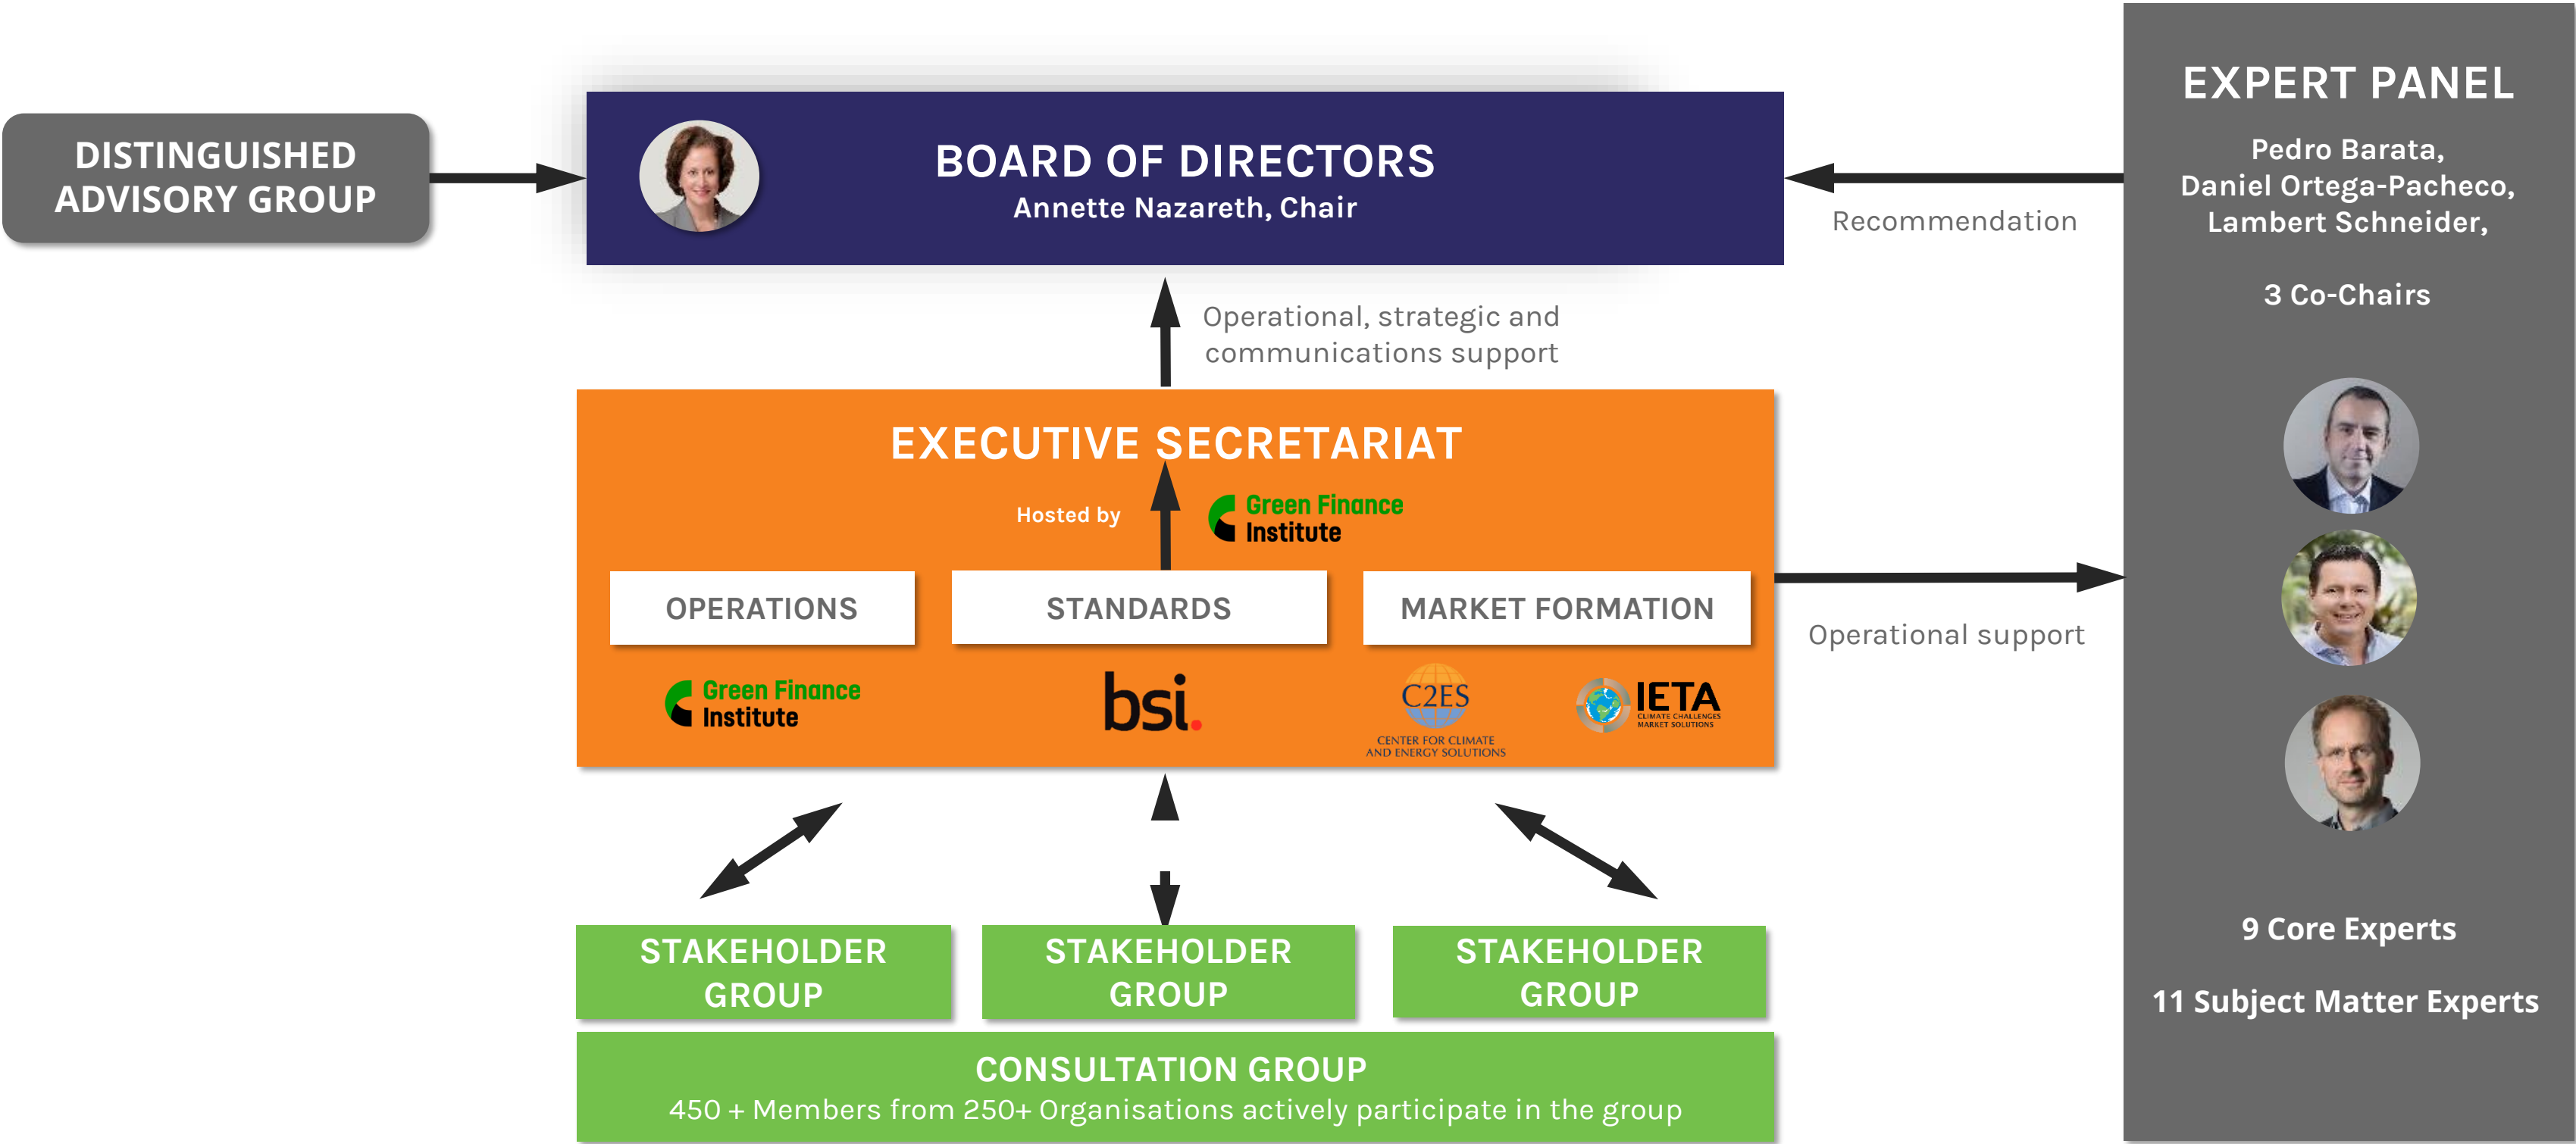 DISTINGUISHED
ADVISORY GROUP
BOARD OF DIRECTORS
Annette Nazareth, Chair
Recommendation
Operational, strategic and
communications support
EXECUTIVE SECRETARIAT
Hosted by
Green Finance
Institute
OPERATIONS
STANDARDS
MARKET FORMATION
Green Finance
Institute
bsi.
C2ES
CENTER FOR CLIMATE
AND ENERGY SOLUTIONS
IETA
CLIMATE CHALLENGES
MARKET SOLUTIONS
Operational support
STAKEHOLDER
GROUP
STAKEHOLDER
GROUP
STAKEHOLDER
GROUP
CONSULTATION GROUP
450 + Members from 250+ Organisations actively participate in the group
EXPERT PANEL
Pedro Barata,
Daniel Ortega-Pacheco,
Lambert Schneider,
3 Co-Chairs
9 Core Experts
11 Subject Matter Experts